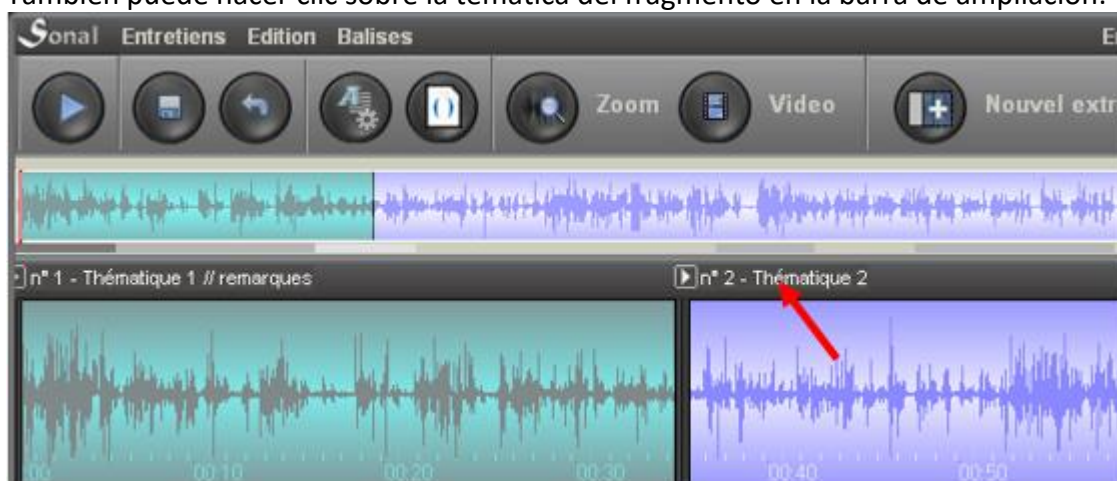 También puede hacer clic sobre la temática del fragmento en la barra de ampliación.
Sonal Entretiens Edition Balises
Zoom Video Nouvel extr
n° 1 - Thématique 1 // remarques n° 2 - Thématique 2
00:10 00:20 00:30 00:40 00:50